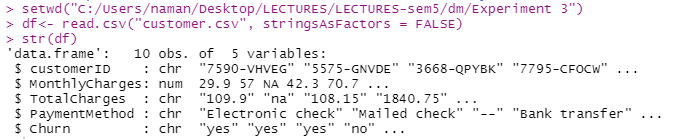 > setwd("C:/Users/naman/Desktop/LECTURES/LECTURES-sem5/dm/Experiment 3")
> df<- read.csv("customer.csv", stringsAsFactors = FALSE)
> str(df)
'data.frame':   10 obs. of  5 variables:
 $ customerID    : chr  "7590-VHVEG" "5575-GNVDE" "3668-QPYBK" "7795-CFOCW" ...
 $ MonthlyCharges: num  29.9 57 NA 42.3 70.7 ...
 $ TotalCharges  : chr  "109.9" "na" "108.15" "1840.75" ...
 $ PaymentMethod : chr  "Electronic check" "Mailed check" "--" "Bank transfer" ...
 $ Churn         : chr  "yes" "yes" "yes" "no" ...